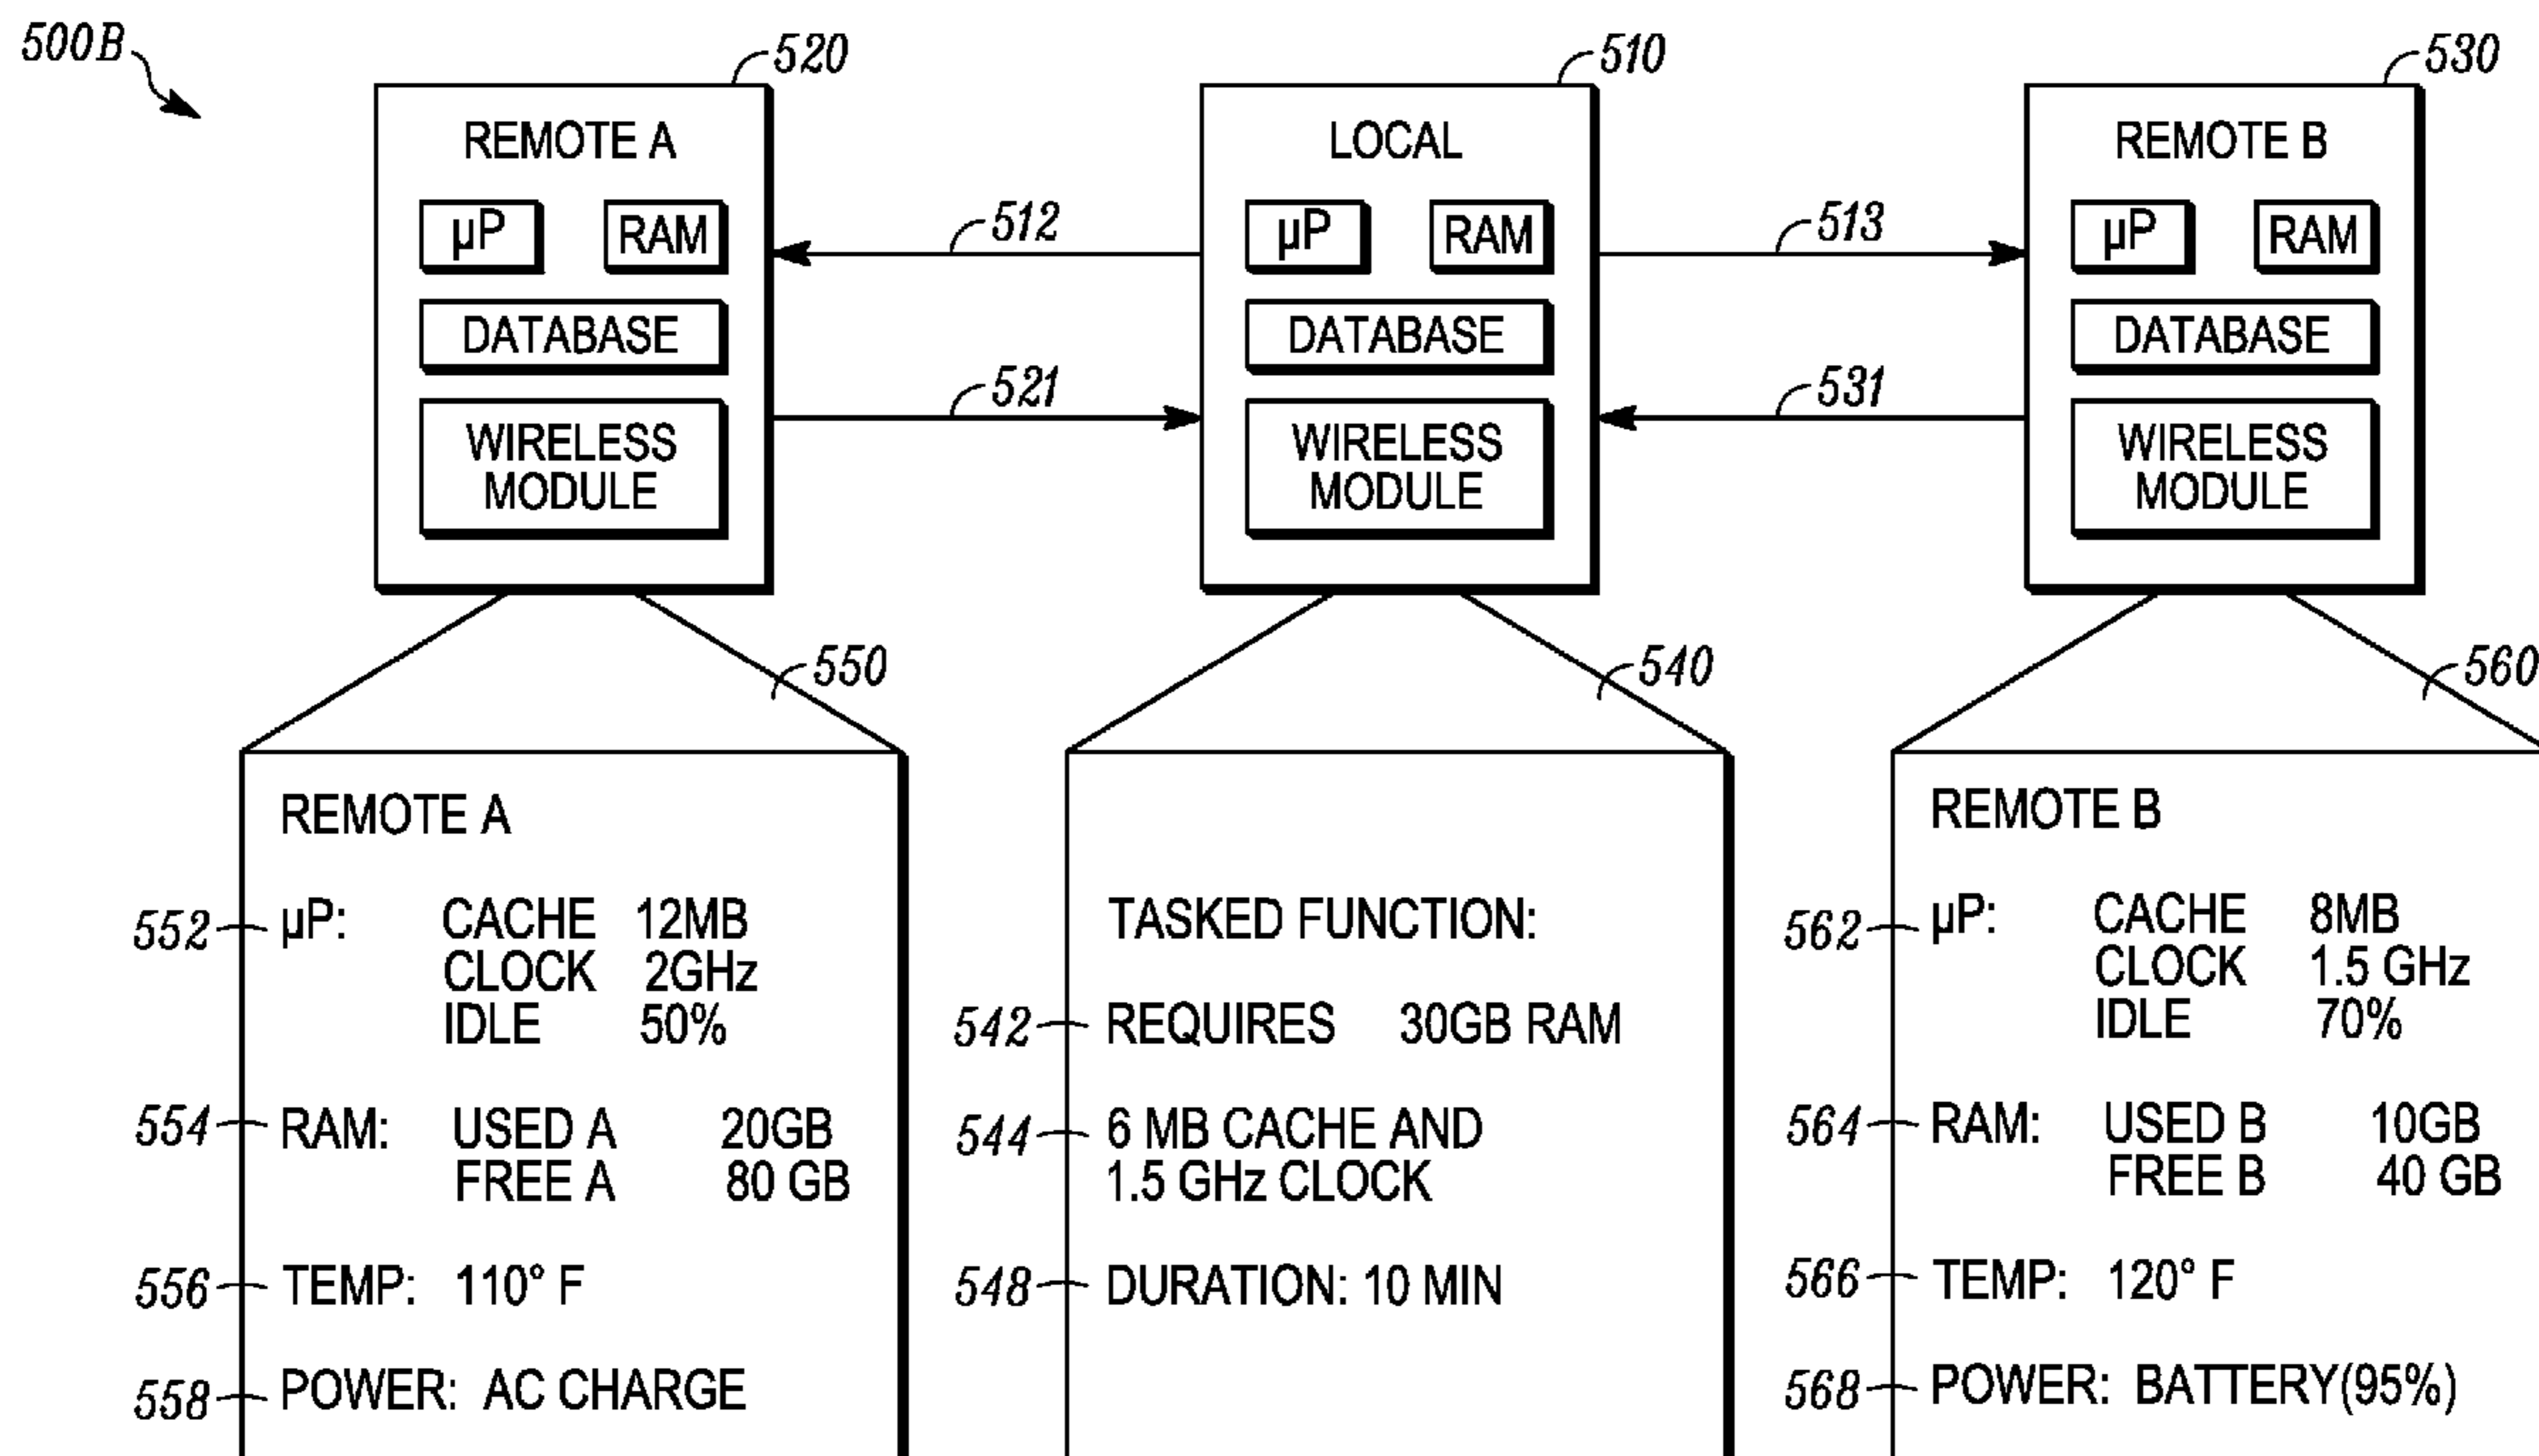 500B
520
510
530
REMOTE A
µP
RAM
DATABASE
WIRELESS
MODULE
512
521
LOCAL
µP
RAM
DATABASE
WIRELESS
MODULE
513
531
REMOTE B
µP
RAM
DATABASE
WIRELESS
MODULE
550
540
560
REMOTE A
552 µP: CACHE 12MB
CLOCK 2GHz
IDLE 50%
554 RAM: USED A 20GB
FREE A 80 GB
556 TEMP: 110° F
558 POWER: AC CHARGE
TASKED FUNCTION:
542 REQUIRES 30GB RAM
544 6 MB CACHE AND
1.5 GHz CLOCK
548 DURATION: 10 MIN
REMOTE B
562 µP: CACHE 8MB
CLOCK 1.5 GHz
IDLE 70%
564 RAM: USED B 10GB
FREE B 40 GB
566 TEMP: 120° F
568 POWER: BATTERY(95%)